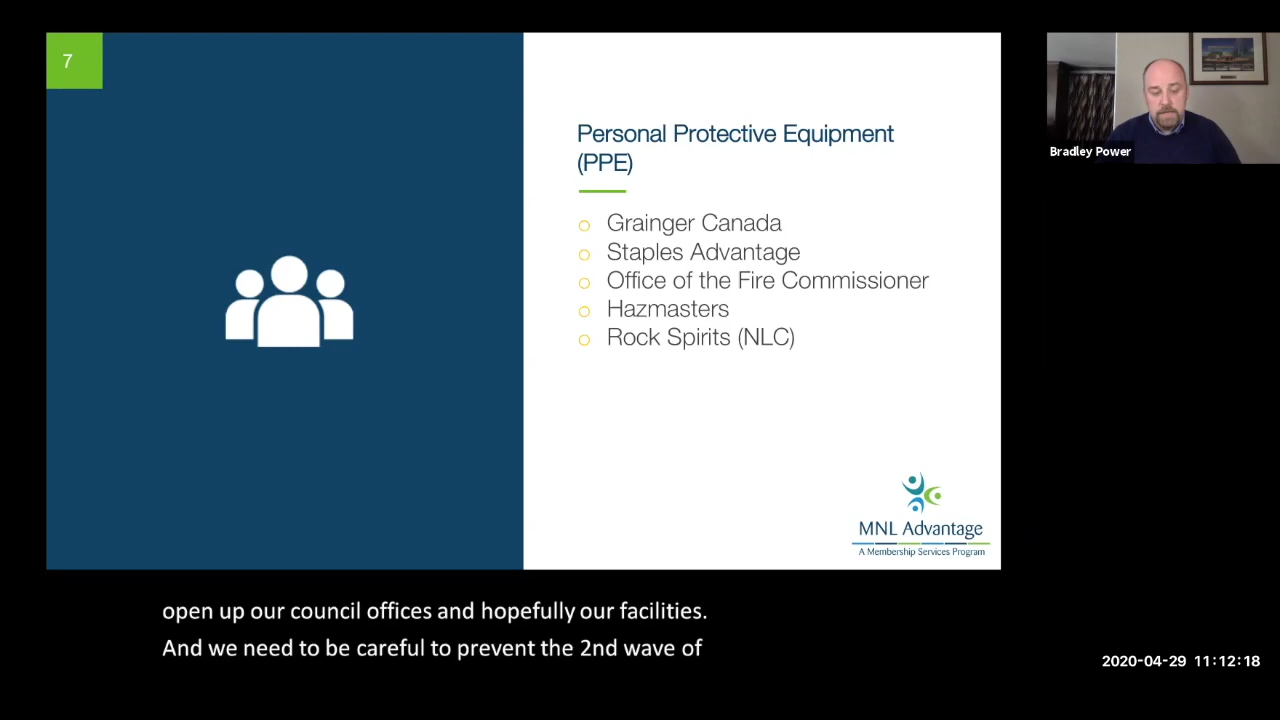 7
Personal Protective Equipment
(PPE)
Grainger Canada
Staples Advantage
Office of the Fire Commissioner
Hazmasters
Rock Spirits (NLC)
MNL Advantage
A Membership Services Program
Bradley Power
open up our council offices and hopefully our facilities.
And we need to be careful to prevent the 2nd wave of
2020-04-29 11:12:18